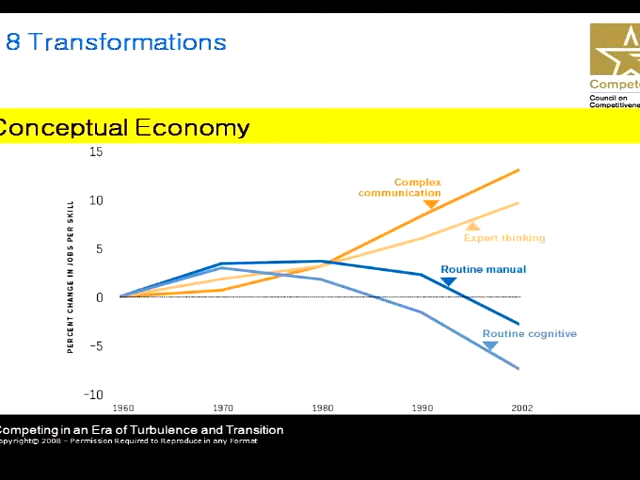 8 Transformations
Compet
Council on
Competitivene
Conceptual Economy
15
10
5
0
−5
−10
PERCENT CHANGE IN JOBS PER SKILL
Complex
communication
Expert thinking
Routine manual
Routine cognitive
1960
1970
1980
1990
2002
Competing in an Era of Turbulence and Transition
opyright© 2008 – Permission Required to Reproduce in any Format